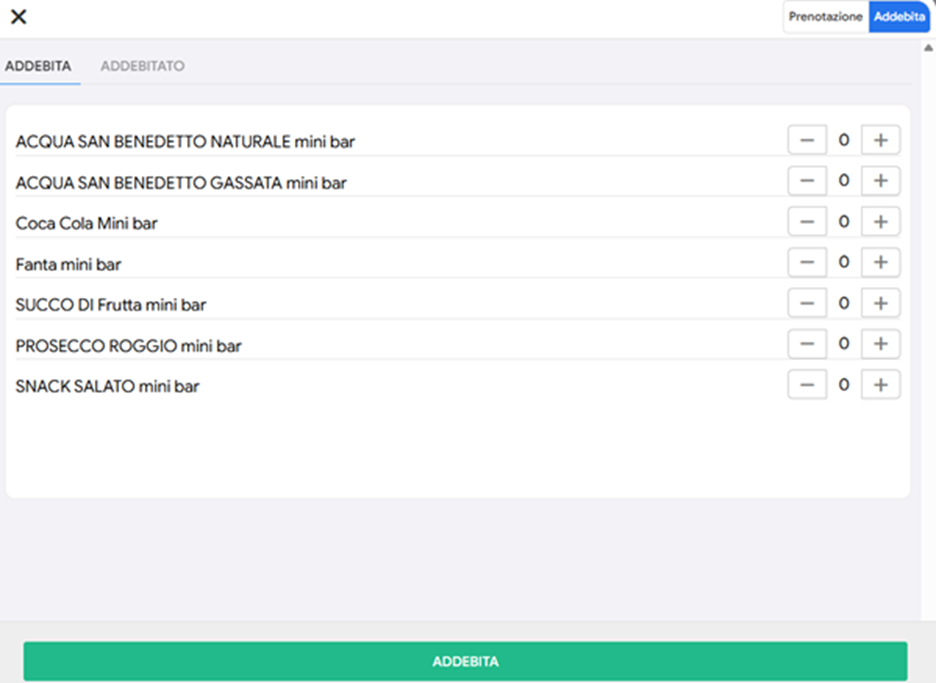 Prenotazione Addebita
ADDEBITA ADDEBITATO
ACQUA SAN BENEDETTO NATURALE mini bar 0
ACQUA SAN BENEDETTO GASSATA mini bar 0
Coca Cola Mini bar 0
Fanta mini bar 0
SUCCO DI Frutta mini bar 0
PROSECCO ROGGIO mini bar 0
SNACK SALATO mini bar 0
ADDEBITA